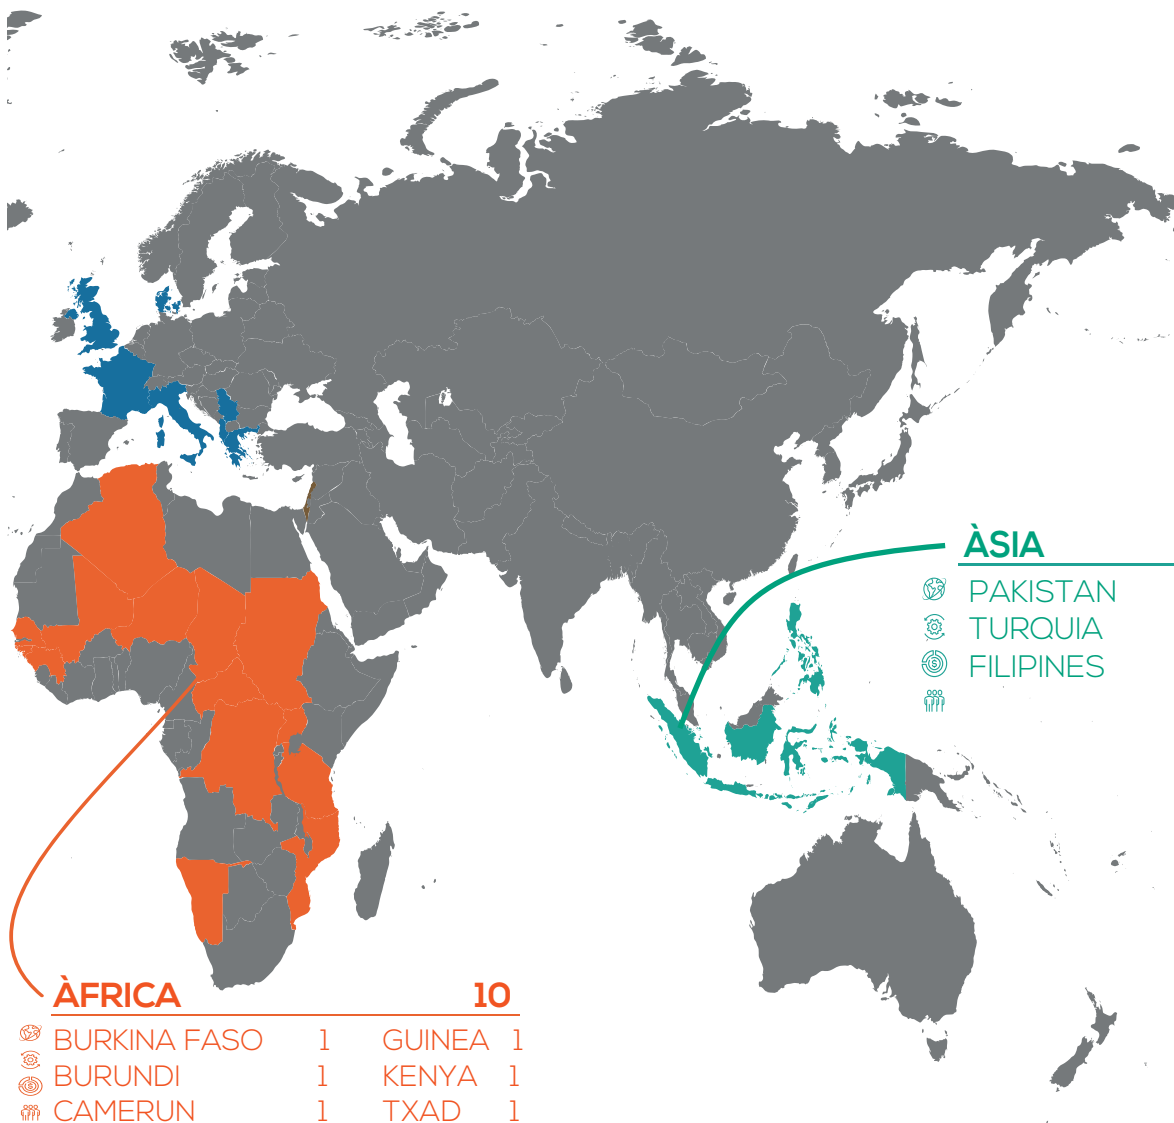 ÀSIA
PAKISTAN
TURQUIA
FILIPINES
ÀFRICA 10
BURKINA FASO 1 GUINEA 1
BURUNDI 1 KENYA 1
CAMERUN 1 TXAD 1